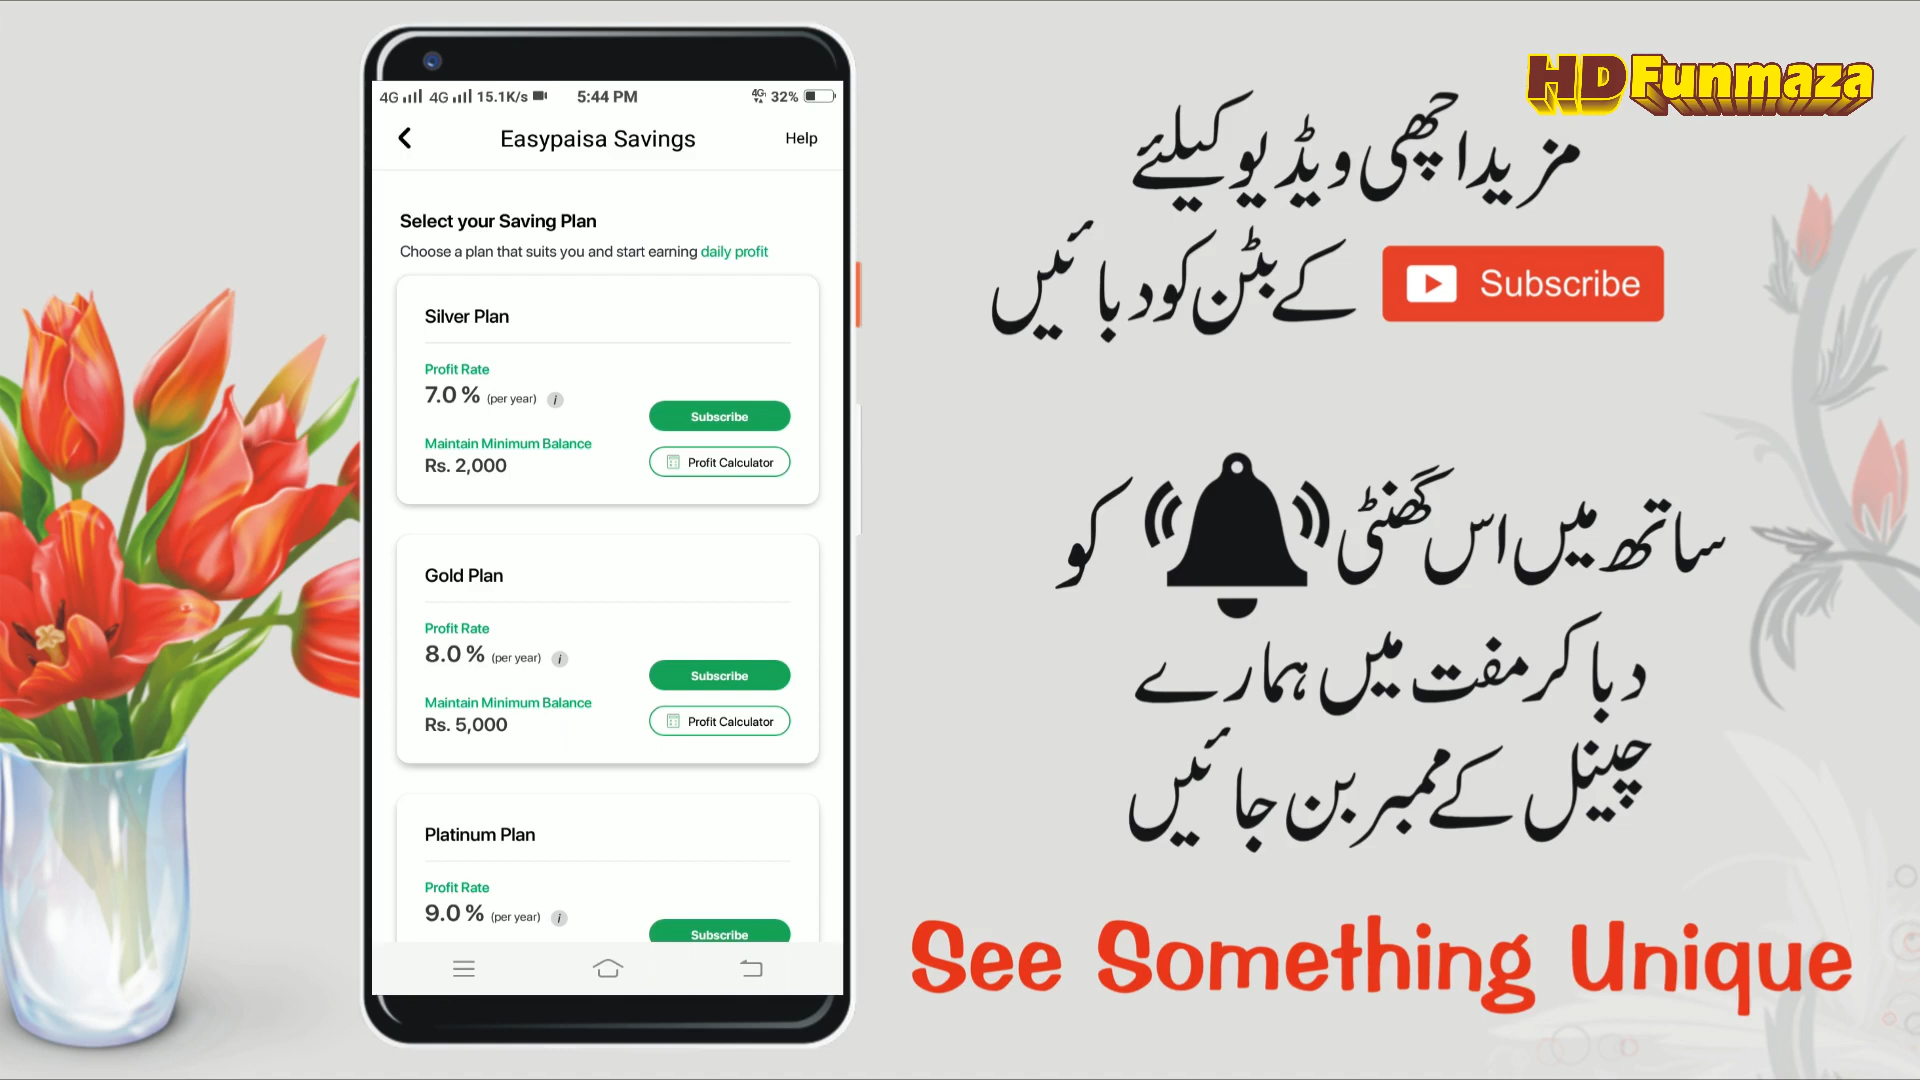 4G 4G 15.1K/s 5:44 PM 4G 32%
Easypaisa Savings
Help
Select your Saving Plan
Choose a plan that suits you and start earning daily profit
Silver Plan
Profit Rate
7.0 % (per year) i
Subscribe
Maintain Minimum Balance
Rs. 2,000
Profit Calculator
Gold Plan
Profit Rate
8.0 % (per year) i
Subscribe
Maintain Minimum Balance
Rs. 5,000
Profit Calculator
Platinum Plan
Profit Rate
9.0 % (per year) i
Subscribe
HDFunmaza
مزید اچھی ویڈیو کیلئے
Subscribe کے بٹن کو دبائیں
ساتھ میں اس گھنٹی کو
دبا کر مفت میں ہمارے
چینل کے ممبر بن جائیں
See Something Unique